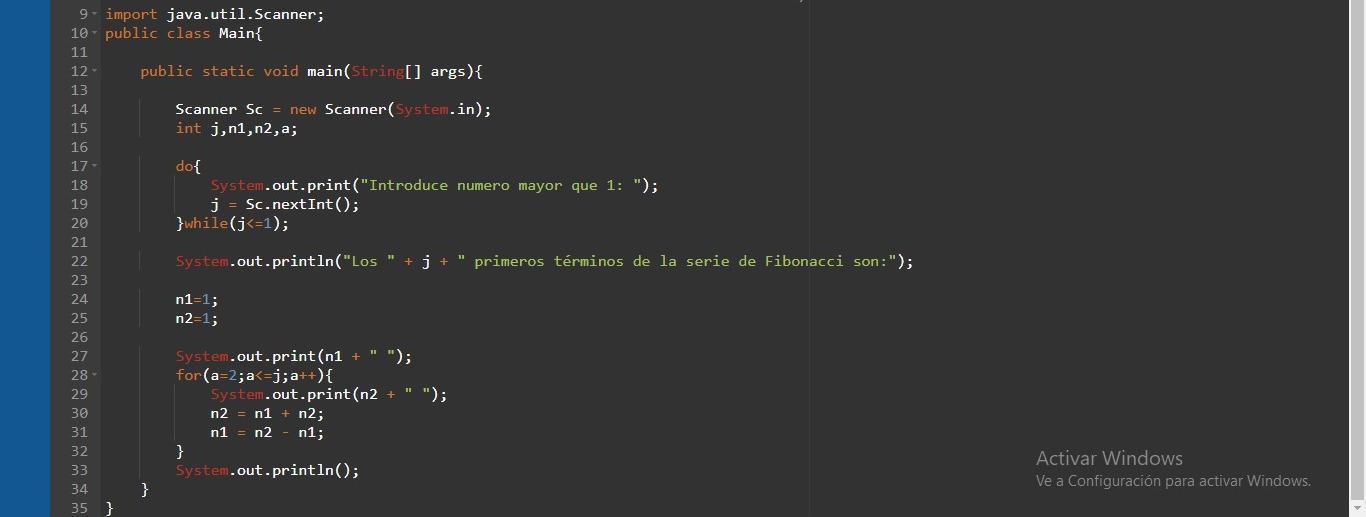 9 import java.util.Scanner;
10 public class Main{
11
12 public static void main(String[] args){
13
14 Scanner Sc = new Scanner(System.in);
15 int j,n1,n2,a;
16
17 do{
18 System.out.print("Introduce numero mayor que 1: ");
19 j = Sc.nextInt();
20 }while(j<=1);
21
22 System.out.println("Los " + j + " primeros términos de la serie de Fibonacci son:");
23
24 n1=1;
25 n2=1;
26
27 System.out.print(n1 + " ");
28 for(a=2;a<=j;a++){
29 System.out.print(n2 + " ");
30 n2 = n1 + n2;
31 n1 = n2 - n1;
32 }
33 System.out.println();
34 }
35 }
Activar Windows
Ve a Configuración para activar Windows.